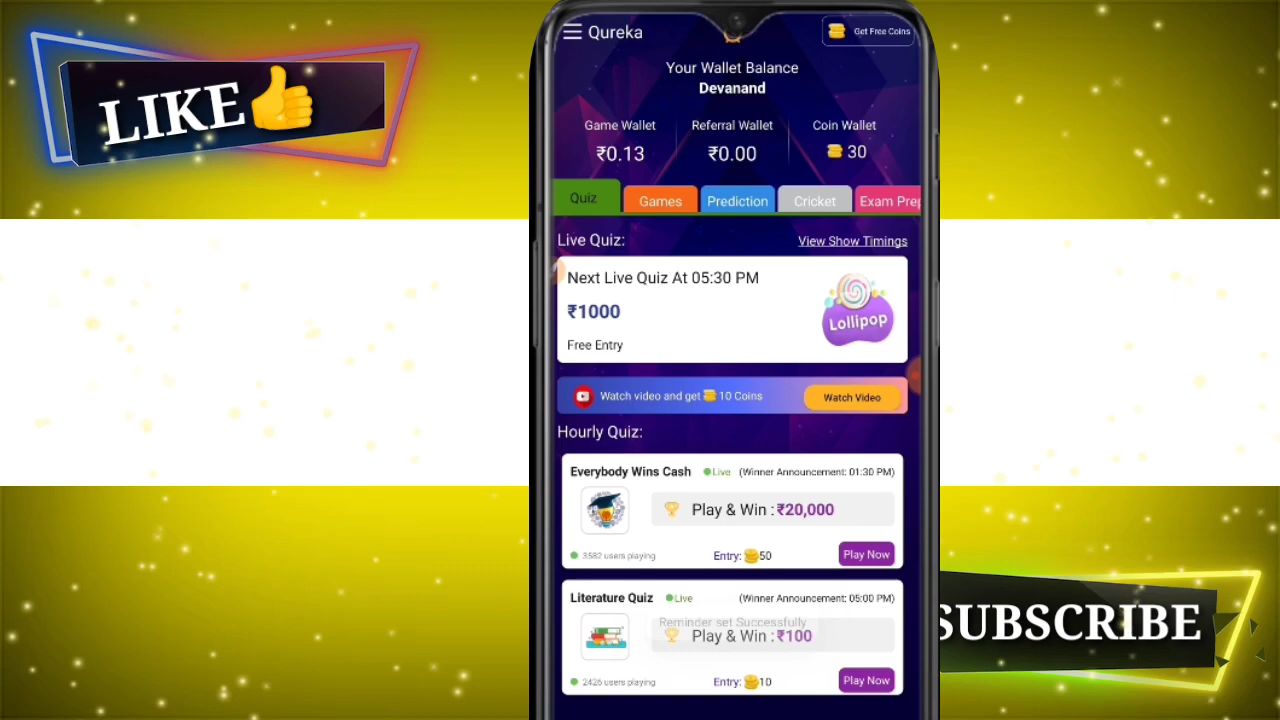 LIKE👍
Qureka
Get Free Coins
Your Wallet Balance
Devanand
Game Wallet Referral Wallet Coin Wallet
₹0.13 ₹0.00 30
Quiz Games Prediction Cricket Exam Prep
Live Quiz: View Show Timings
Next Live Quiz At 05:30 PM
₹1000
Lollipop
Free Entry
Watch video and get 10 Coins Watch Video
Hourly Quiz:
Everybody Wins Cash Live (Winner Announcement: 01:30 PM)
Play & Win : ₹20,000
3582 users playing Entry: 50 Play Now
Literature Quiz Live (Winner Announcement: 05:00 PM)
Reminder set Successfully
Play & Win : ₹100
2426 users playing Entry: 10 Play Now
SUBSCRIBE